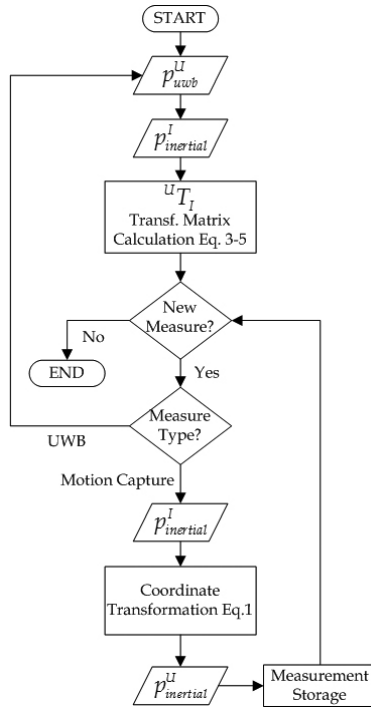 START
p^U_uwb
p^I_inertial
^U T_I
Transf. Matrix
Calculation Eq. 3-5
New
Measure?
No
END
Yes
Measure
Type?
UWB
Motion Capture
p^I_inertial
Coordinate
Transformation Eq.1
p^U_inertial
Measurement
Storage